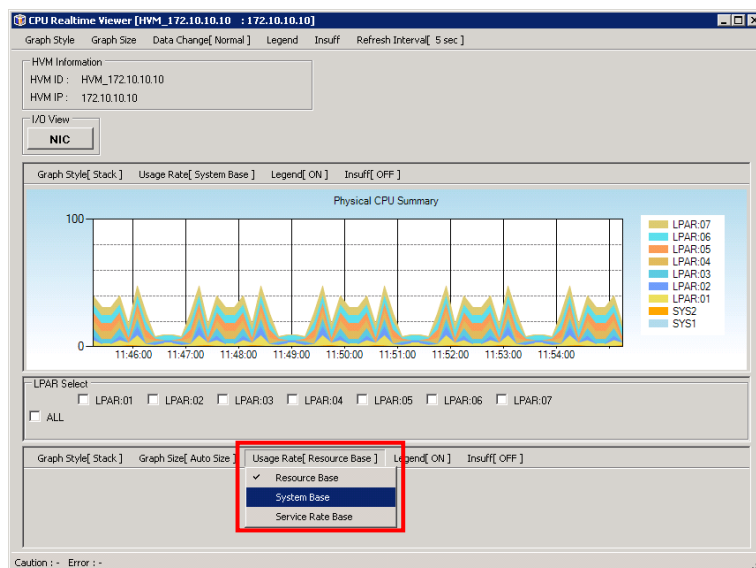 CPU Realtime Viewer [HVM_172.10.10.10 : 172.10.10.10]
Graph Style Graph Size Data Change[ Normal ] Legend Insuff Refresh Interval[ 5 sec ]
HVM Information
HVM ID : HVM_172.10.10.10
HVM IP : 172.10.10.10
I/O View
NIC
Graph Style[ Stack ] Usage Rate[ System Base ] Legend[ ON ] Insuff[ OFF ]
Physical CPU Summary
100
0
11:46:00 11:47:00 11:48:00 11:49:00 11:50:00 11:51:00 11:52:00 11:53:00 11:54:00
LPAR:07
LPAR:06
LPAR:05
LPAR:04
LPAR:03
LPAR:02
LPAR:01
SYS2
SYS1
LPAR Select
LPAR:01 LPAR:02 LPAR:03 LPAR:04 LPAR:05 LPAR:06 LPAR:07
ALL
Graph Style[ Stack ] Graph Size[ Auto Size ] Usage Rate[ Resource Base ] Legend[ ON ] Insuff[ OFF ]
Resource Base
System Base
Service Rate Base
Caution : - Error : -